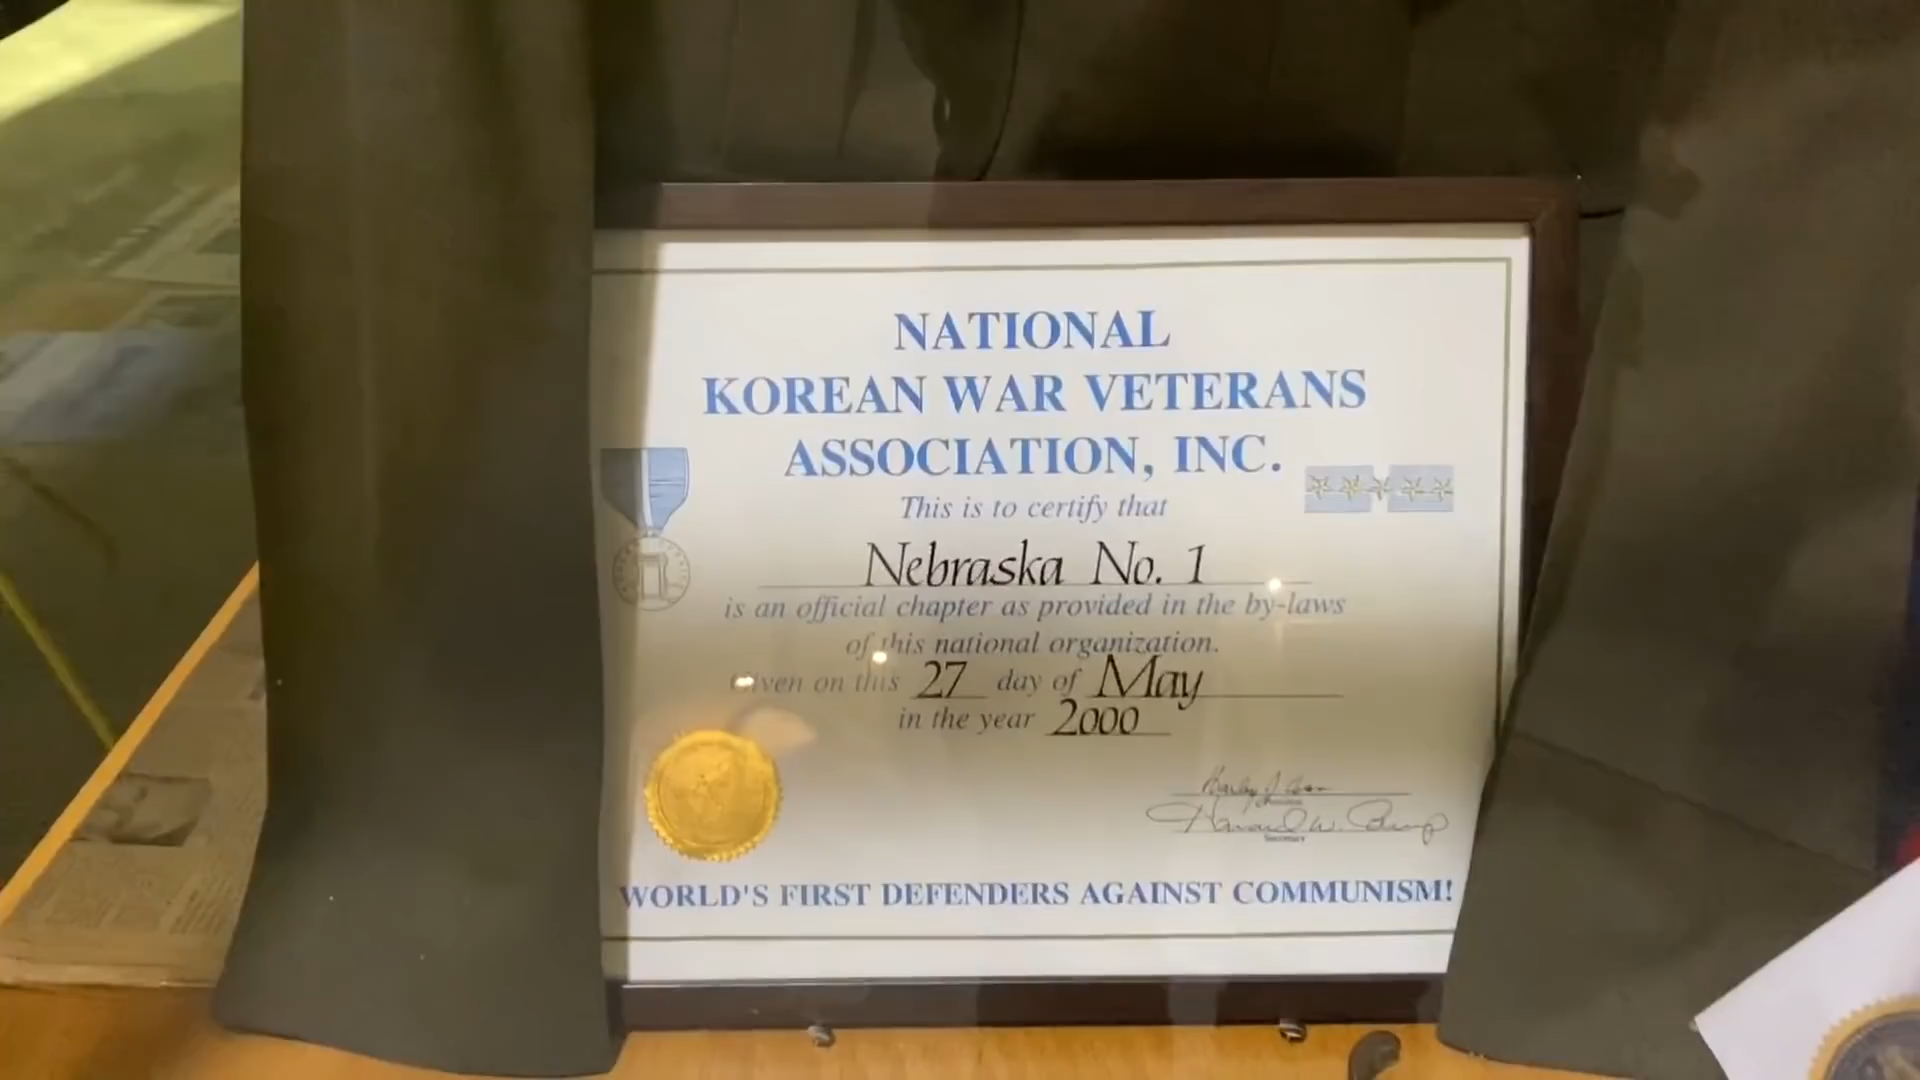 NATIONAL
KOREAN WAR VETERANS
ASSOCIATION, INC.
This is to certify that
Nebraska No. 1
is an official chapter as provided in the by-laws
of this national organization.
Given on this 27 day of May
in the year 2000
Secretary
WORLD'S FIRST DEFENDERS AGAINST COMMUNISM!